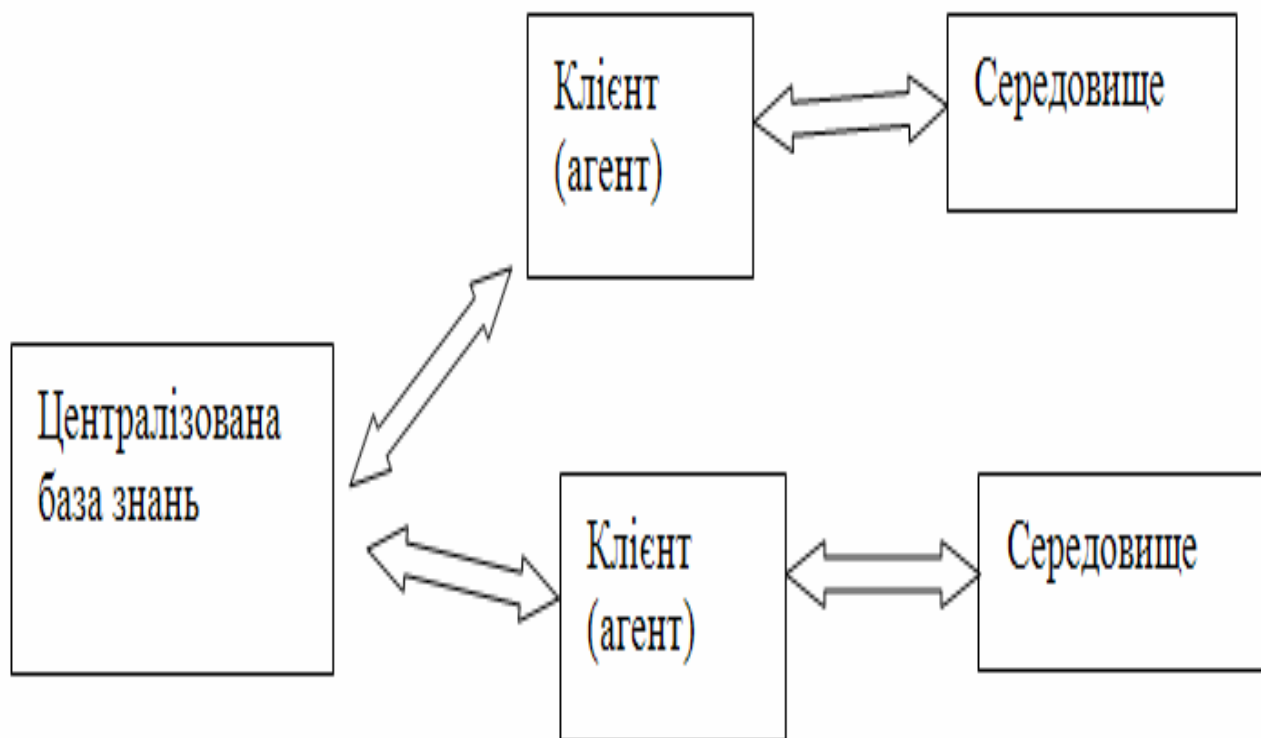 Клієнт
(агент)
Середовище
Централізована
база знань
Клієнт
(агент)
Середовище